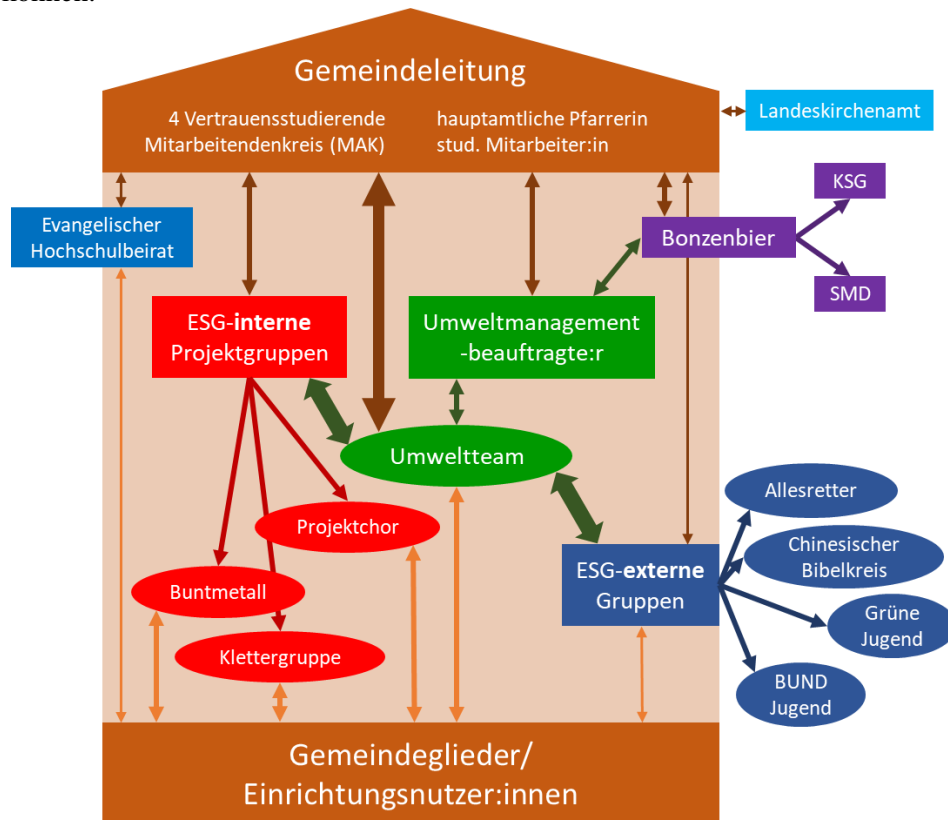 können.
Gemeindeleitung
4 Vertrauensstudierende
Mitarbeitendenkreis (MAK)
hauptamtliche Pfarrerin
stud. Mitarbeiter:in
Landeskirchenamt
KSG
Evangelischer
Hochschulbeirat
Bonzenbier
SMD
ESG-interne
Projektgruppen
Umweltmanagement
-beauftragte:r
Umweltteam
Allesretter
Projektchor
Chinesischer
Bibelkreis
ESG-externe
Gruppen
Buntmetall
Grüne
Jugend
Klettergruppe
BUND
Jugend
Gemeindeglieder/
Einrichtungsnutzer:innen